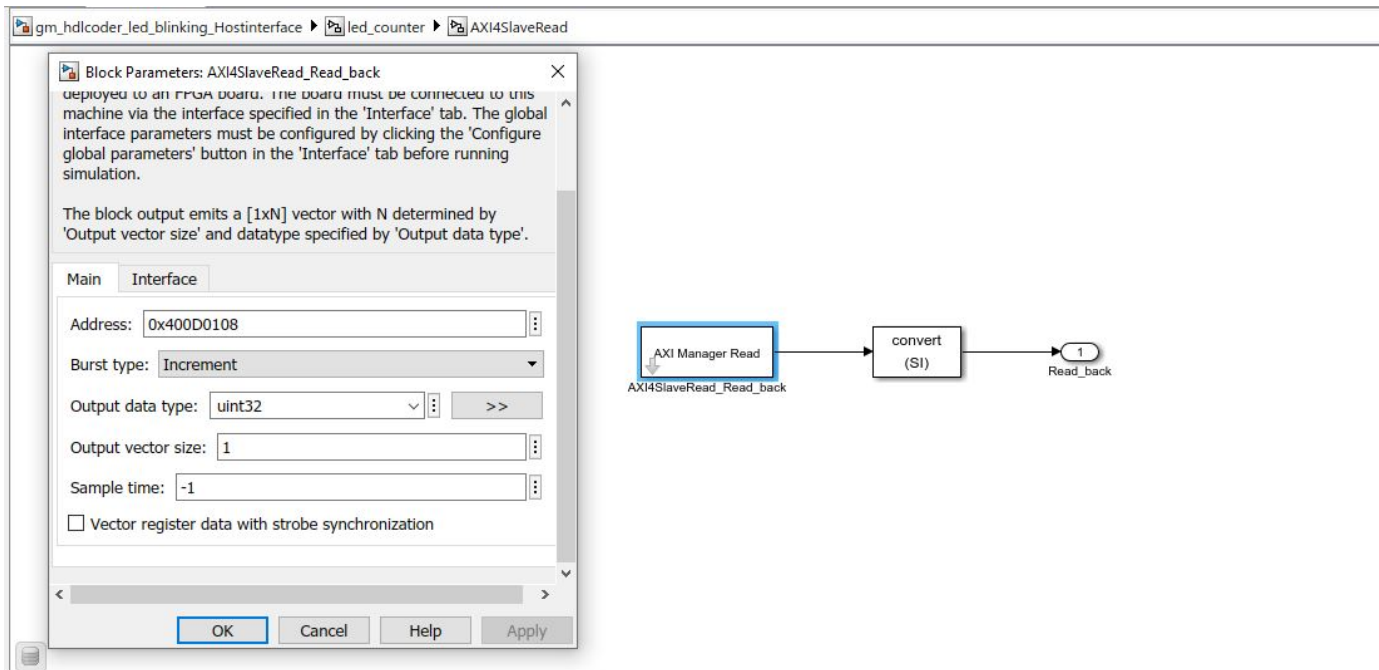 gm_hdlcoder_led_blinking_Hostinterface led_counter AXI4SlaveRead
Block Parameters: AXI4SlaveRead_Read_back
deployed to an FPGA board. The board must be connected to this
machine via the interface specified in the 'Interface' tab. The global
interface parameters must be configured by clicking the 'Configure
global parameters' button in the 'Interface' tab before running
simulation.
The block output emits a [1xN] vector with N determined by
'Output vector size' and datatype specified by 'Output data type'.
Main Interface
Address: 0x400D0108
Burst type: Increment
Output data type: uint32 >>
Output vector size: 1
Sample time: -1
Vector register data with strobe synchronization
OK Cancel Help Apply
AXI Manager Read
AXI4SlaveRead_Read_back
convert
(SI)
1
Read_back